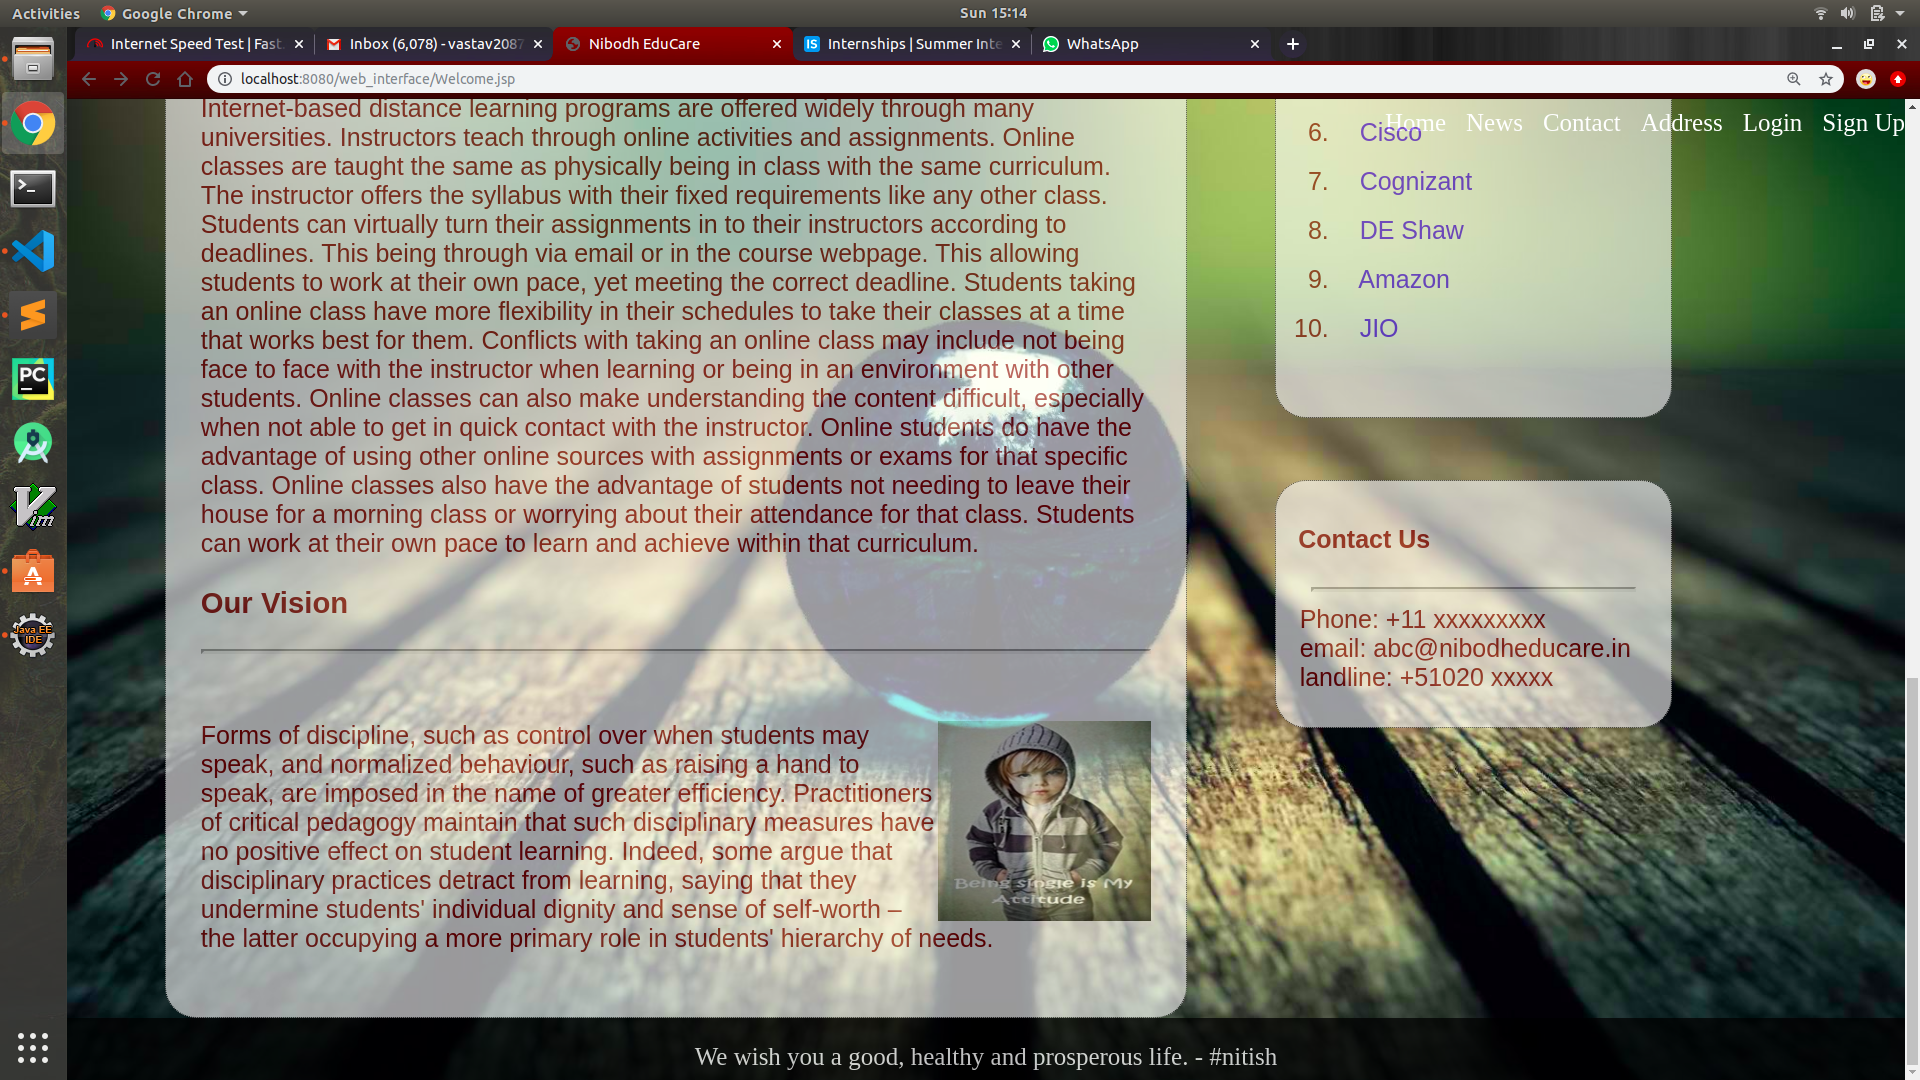 Activities
Google Chrome
Sun 15:14
Internet Speed Test | Fast.
Inbox (6,078) - vastav2087
Nibodh EduCare
Internships | Summer Inte
WhatsApp
localhost:8080/web_interface/Welcome.jsp
Home News Contact Address Login Sign Up
Internet-based distance learning programs are offered widely through many
universities. Instructors teach through online activities and assignments. Online
classes are taught the same as physically being in class with the same curriculum.
The instructor offers the syllabus with their fixed requirements like any other class.
Students can virtually turn their assignments in to their instructors according to
deadlines. This being through via email or in the course webpage. This allowing
students to work at their own pace, yet meeting the correct deadline. Students taking
an online class have more flexibility in their schedules to take their classes at a time
that works best for them. Conflicts with taking an online class may include not being
face to face with the instructor when learning or being in an environment with other
students. Online classes can also make understanding the content difficult, especially
when not able to get in quick contact with the instructor. Online students do have the
advantage of using other online sources with assignments or exams for that specific
class. Online classes also have the advantage of students not needing to leave their
house for a morning class or worrying about their attendance for that class. Students
can work at their own pace to learn and achieve within that curriculum.
Our Vision
Forms of discipline, such as control over when students may
speak, and normalized behaviour, such as raising a hand to
speak, are imposed in the name of greater efficiency. Practitioners
of critical pedagogy maintain that such disciplinary measures have
no positive effect on student learning. Indeed, some argue that
disciplinary practices detract from learning, saying that they
undermine students' individual dignity and sense of self-worth –
the latter occupying a more primary role in students' hierarchy of needs.
Being single is My
Attitude
6. Cisco
7. Cognizant
8. DE Shaw
9. Amazon
10. JIO
Contact Us
Phone: +11 xxxxxxxxx
email: abc@nibodheducare.in
landline: +51020 xxxxx
We wish you a good, healthy and prosperous life. - #nitish
IS
PC
Vim
Java EE
IDE